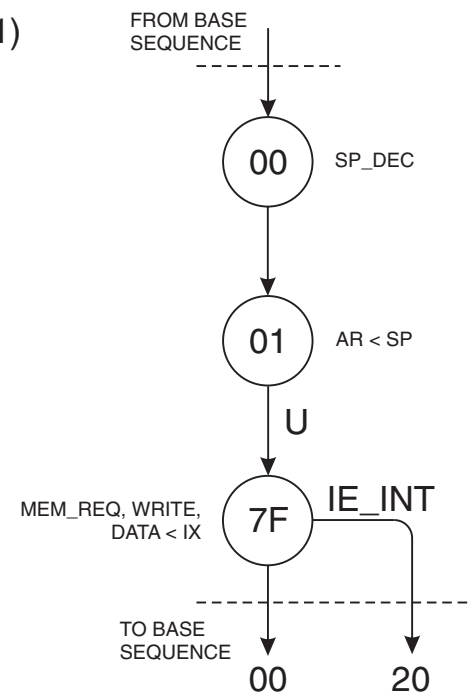 1)
FROM BASE
SEQUENCE
00
SP_DEC
01
AR < SP
U
MEM_REQ, WRITE,
DATA < IX
7F
IE_INT
TO BASE
SEQUENCE
00
20